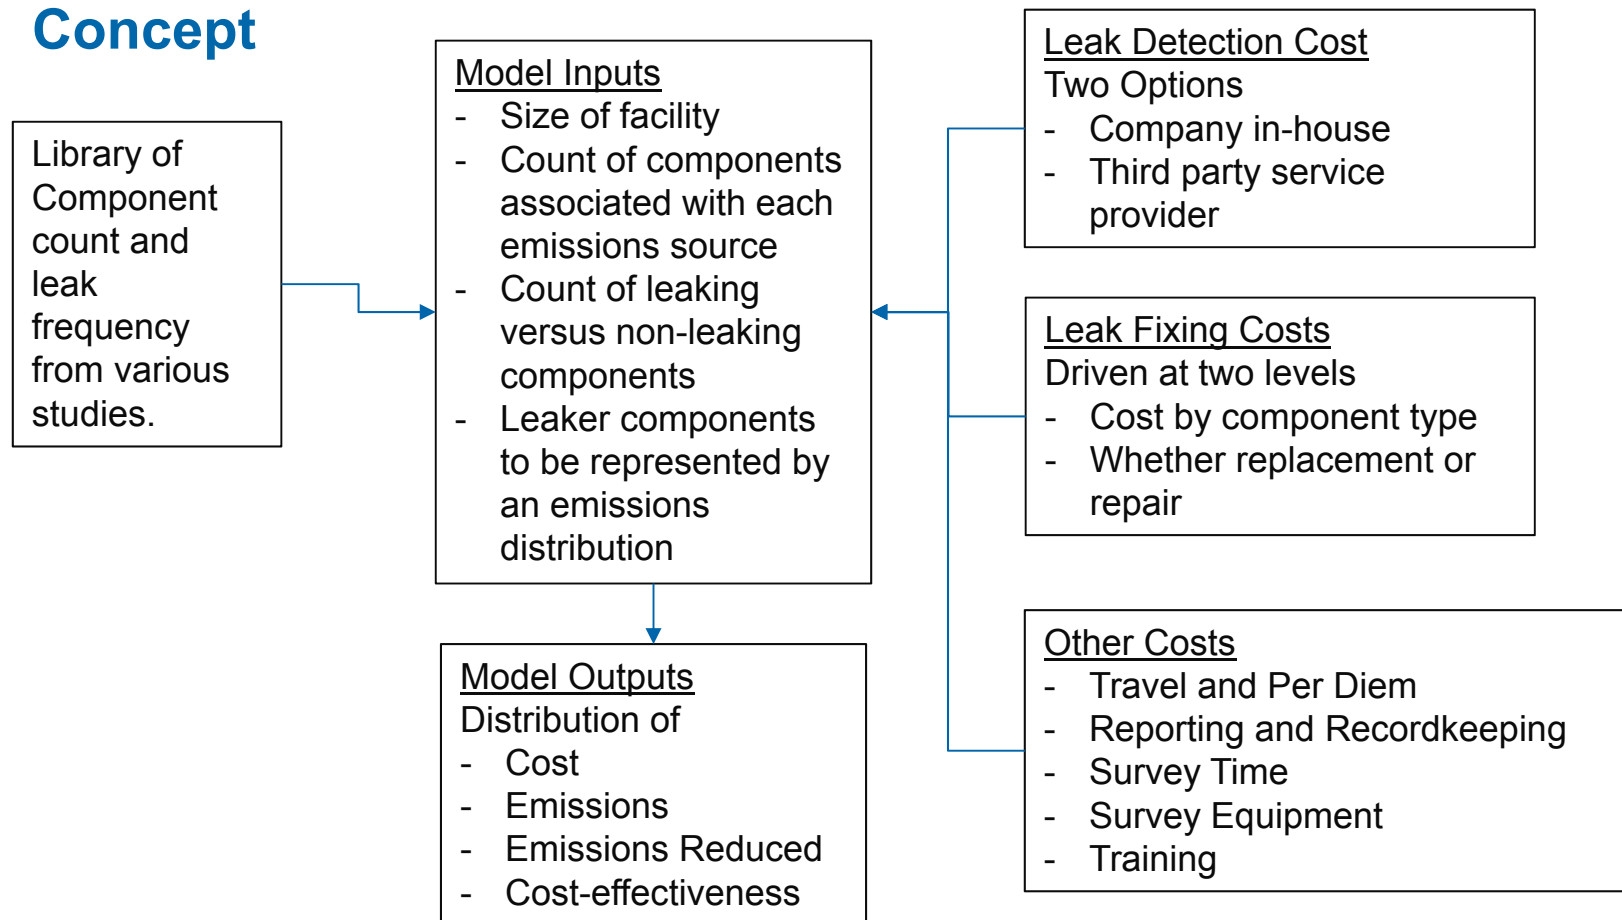 Concept
Library of
Component
count and
leak
frequency
from various
studies.
Model Inputs
- Size of facility
- Count of components
associated with each
emissions source
- Count of leaking
versus non-leaking
components
- Leaker components
to be represented by
an emissions
distribution
Model Outputs
Distribution of
- Cost
- Emissions
- Emissions Reduced
- Cost-effectiveness
Leak Detection Cost
Two Options
- Company in-house
- Third party service
provider
Leak Fixing Costs
Driven at two levels
- Cost by component type
- Whether replacement or
repair
Other Costs
- Travel and Per Diem
- Reporting and Recordkeeping
- Survey Time
- Survey Equipment
- Training